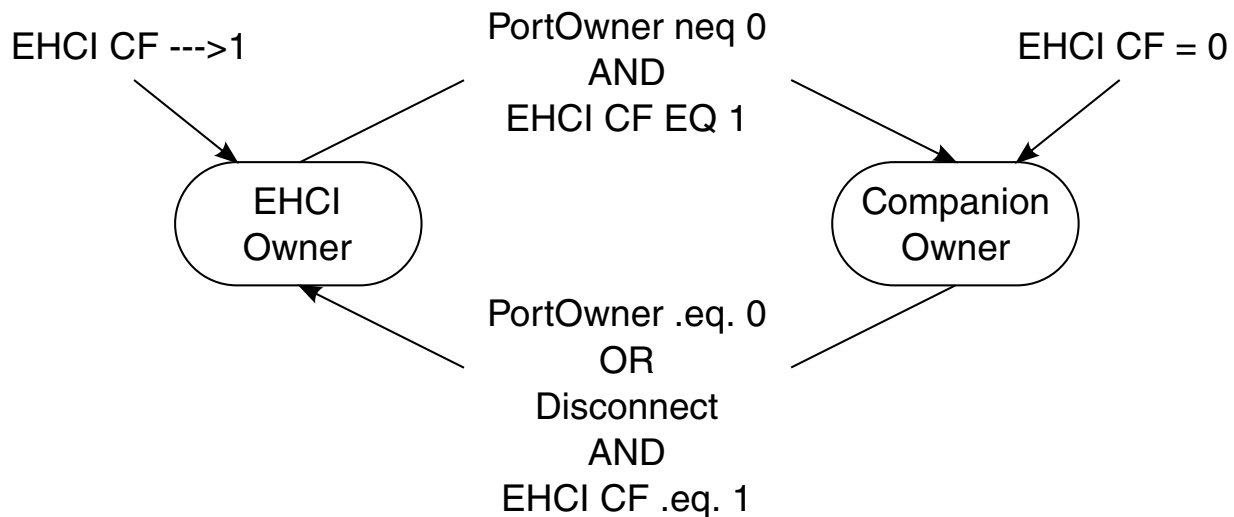 EHCI CF --->1
PortOwner neq 0
AND
EHCI CF EQ 1
EHCI CF = 0
EHCI
Owner
Companion
Owner
PortOwner .eq. 0
OR
Disconnect
AND
EHCI CF .eq. 1